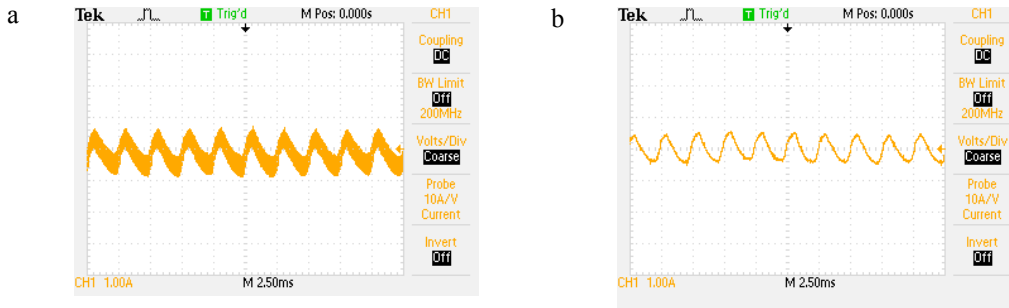 a
Tek Trig'd M Pos: 0.000s CH1
Coupling
DC
BW Limit
Off
200MHz
Volts/Div
Coarse
Probe
10A/V
Current
Invert
Off
CH1 1.00A M 2.50ms
b
Tek Trig'd M Pos: 0.000s CH1
Coupling
DC
BW Limit
Off
200MHz
Volts/Div
Coarse
Probe
10A/V
Current
Invert
Off
CH1 1.00A M 2.50ms